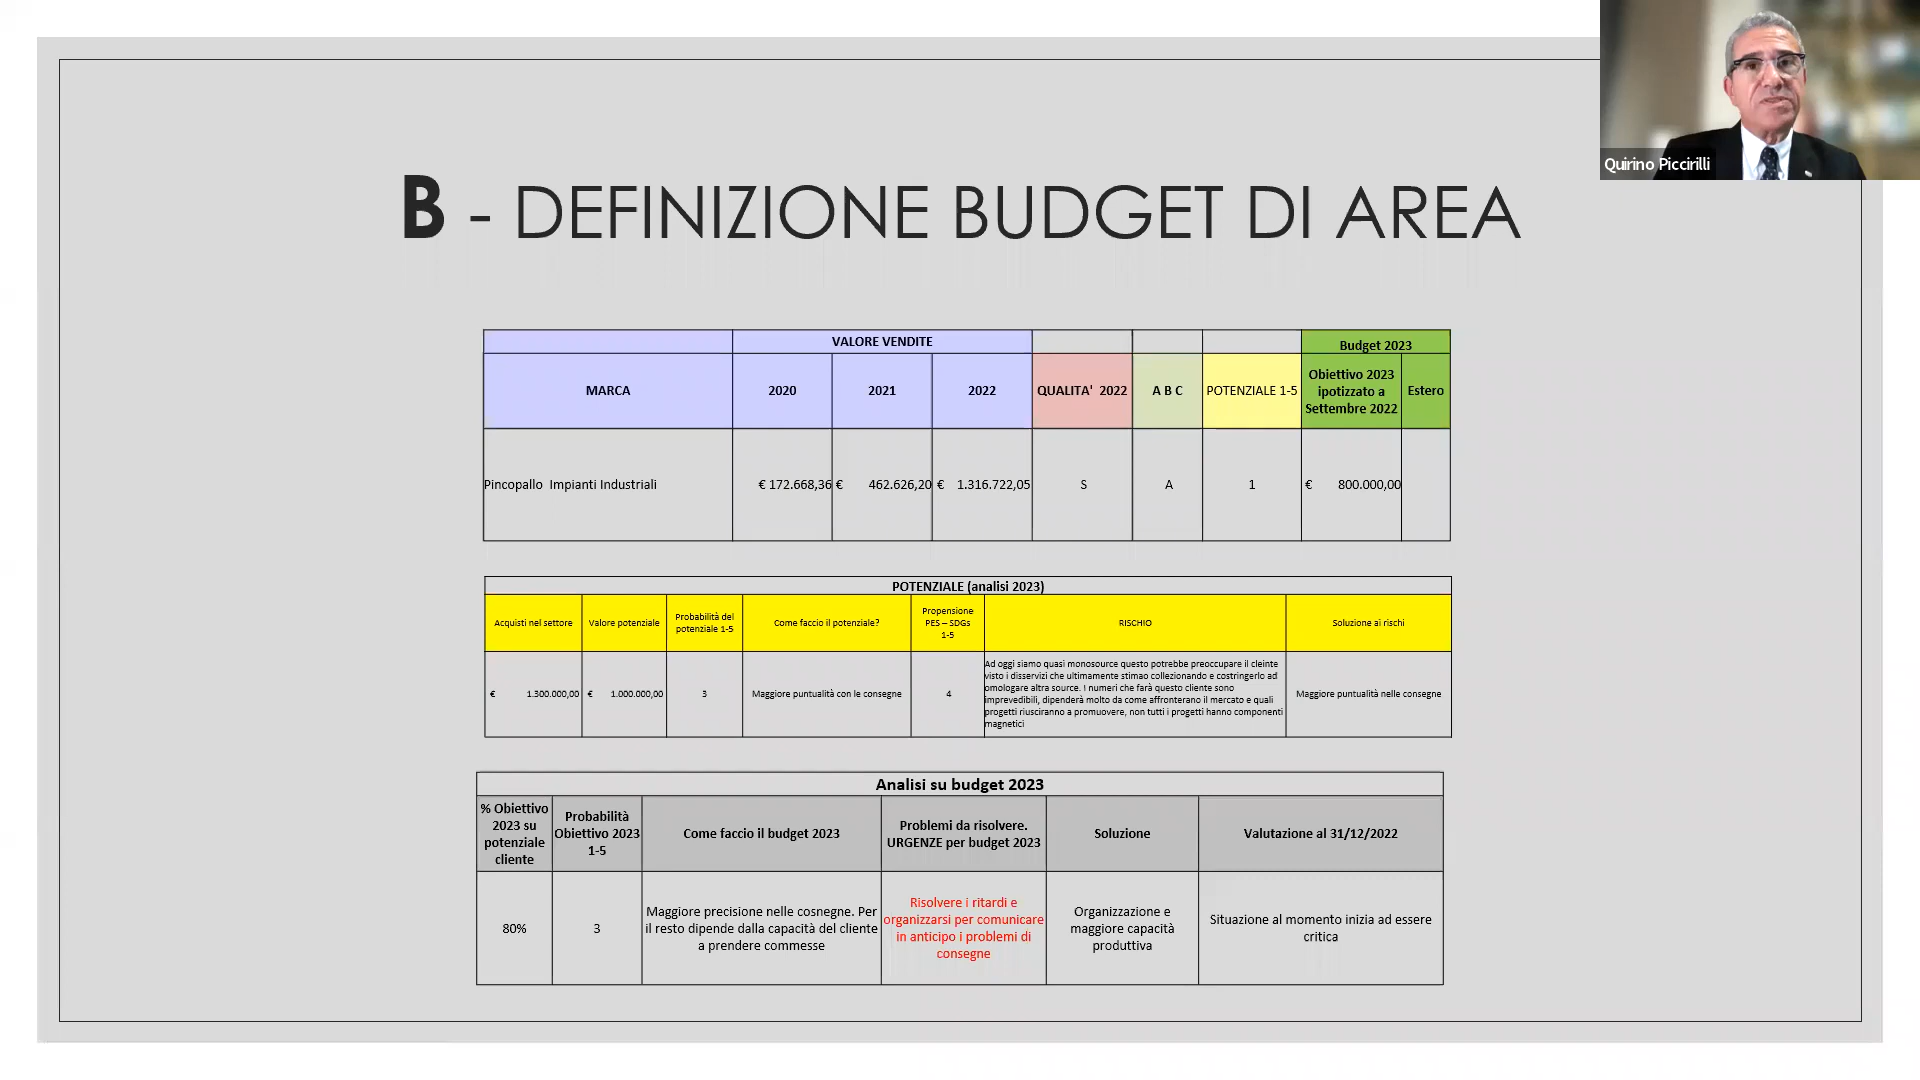 Quirino Piccirilli
B - DEFINIZIONE BUDGET DI AREA
VALORE VENDITE
Budget 2023
MARCA
2020
2021
2022
QUALITA' 2022
A B C
POTENZIALE 1-5
Obiettivo 2023
ipotizzato a
Settembre 2022
Estero
Pincopallo Impianti Industriali
€ 172.668,36
€ 462.626,20
€ 1.316.722,05
S
A
1
€ 800.000,00
POTENZIALE (analisi 2023)
Acquisti nel settore
Valore potenziale
Probabilità del
potenziale 1-5
Come faccio il potenziale?
Propensione
PES – SDGs
1-5
RISCHIO
Soluzione ai rischi
€ 1.300.000,00
€ 1.000.000,00
3
Maggiore puntualità con le consegne
4
Ad oggi siamo quasi monosource questo potrebbe preoccupare il cleinte
visto i disservizi che ultimamente stimao collezionando e costringerlo ad
omologare altra source. I numeri che farà questo cliente sono
imprevedibili, dipenderà molto da come affronteranno il mercato e quali
progetti riusciranno a promuovere, non tutti i progetti hanno componenti
magnetici
Maggiore puntualità nelle consegne
Analisi su budget 2023
% Obiettivo
2023 su
potenziale
cliente
Probabilità
Obiettivo 2023
1-5
Come faccio il budget 2023
Problemi da risolvere.
URGENZE per budget 2023
Soluzione
Valutazione al 31/12/2022
80%
3
Maggiore precisione nelle cosnegne. Per
il resto dipende dalla capacità del cliente
a prendere commesse
Risolvere i ritardi e
organizzarsi per comunicare
in anticipo i problemi di
consegne
Organizzazione e
maggiore capacità
produttiva
Situazione al momento inizia ad essere
critica